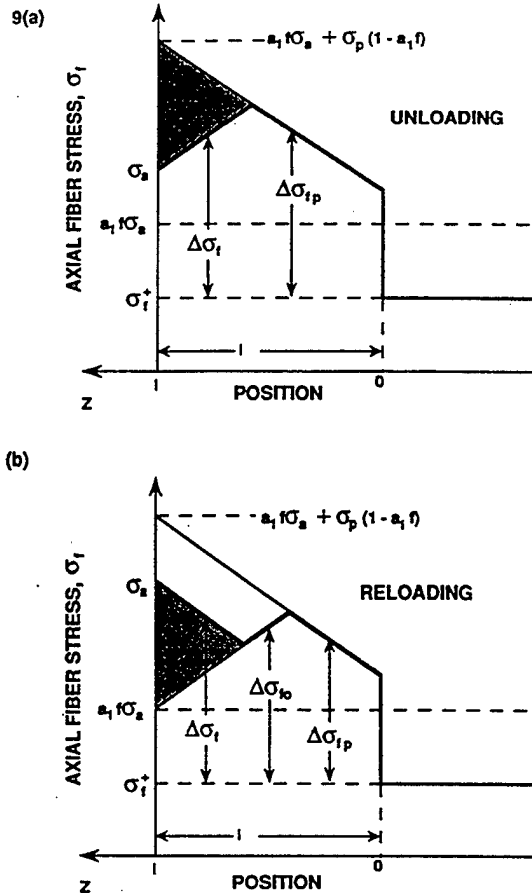 9(a)
AXIAL FIBER STRESS, σf
a₁fσa + σp (1 - a₁f)
UNLOADING
σa
Δσfp
a₁fσa
Δσf
σf⁺
l
l
0
Z
POSITION
(b)
AXIAL FIBER STRESS, σf
a₁fσa + σp (1 - a₁f)
σa
RELOADING
Δσfo
a₁fσa
Δσf
Δσfp
σf⁺
l
l
0
Z
POSITION